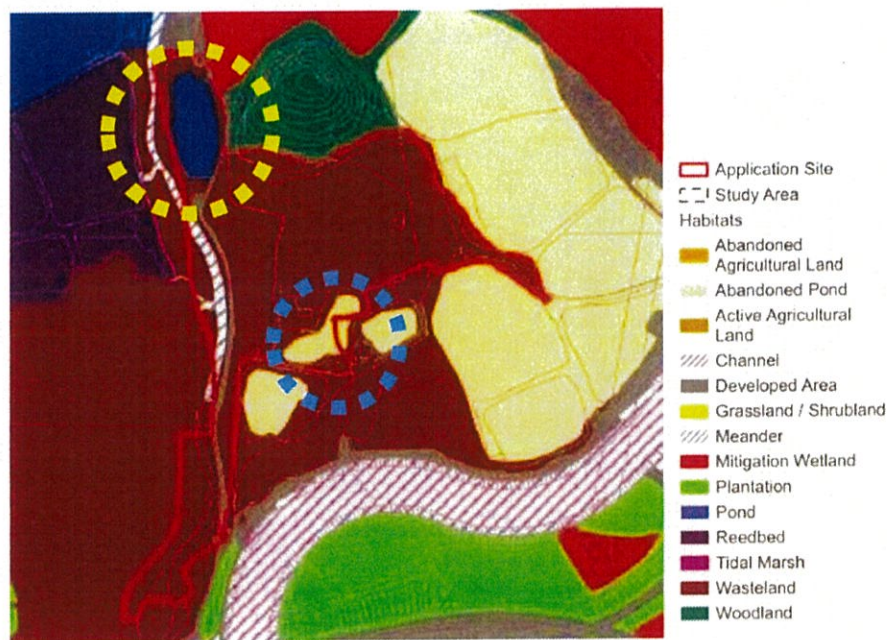 Application Site
Study Area
Habitats
Abandoned
Agricultural Land
Abandoned Pond
Active Agricultural
Land
Channel
Developed Area
Grassland / Shrubland
Meander
Mitigation Wetland
Plantation
Pond
Reedbed
Tidal Marsh
Wasteland
Woodland